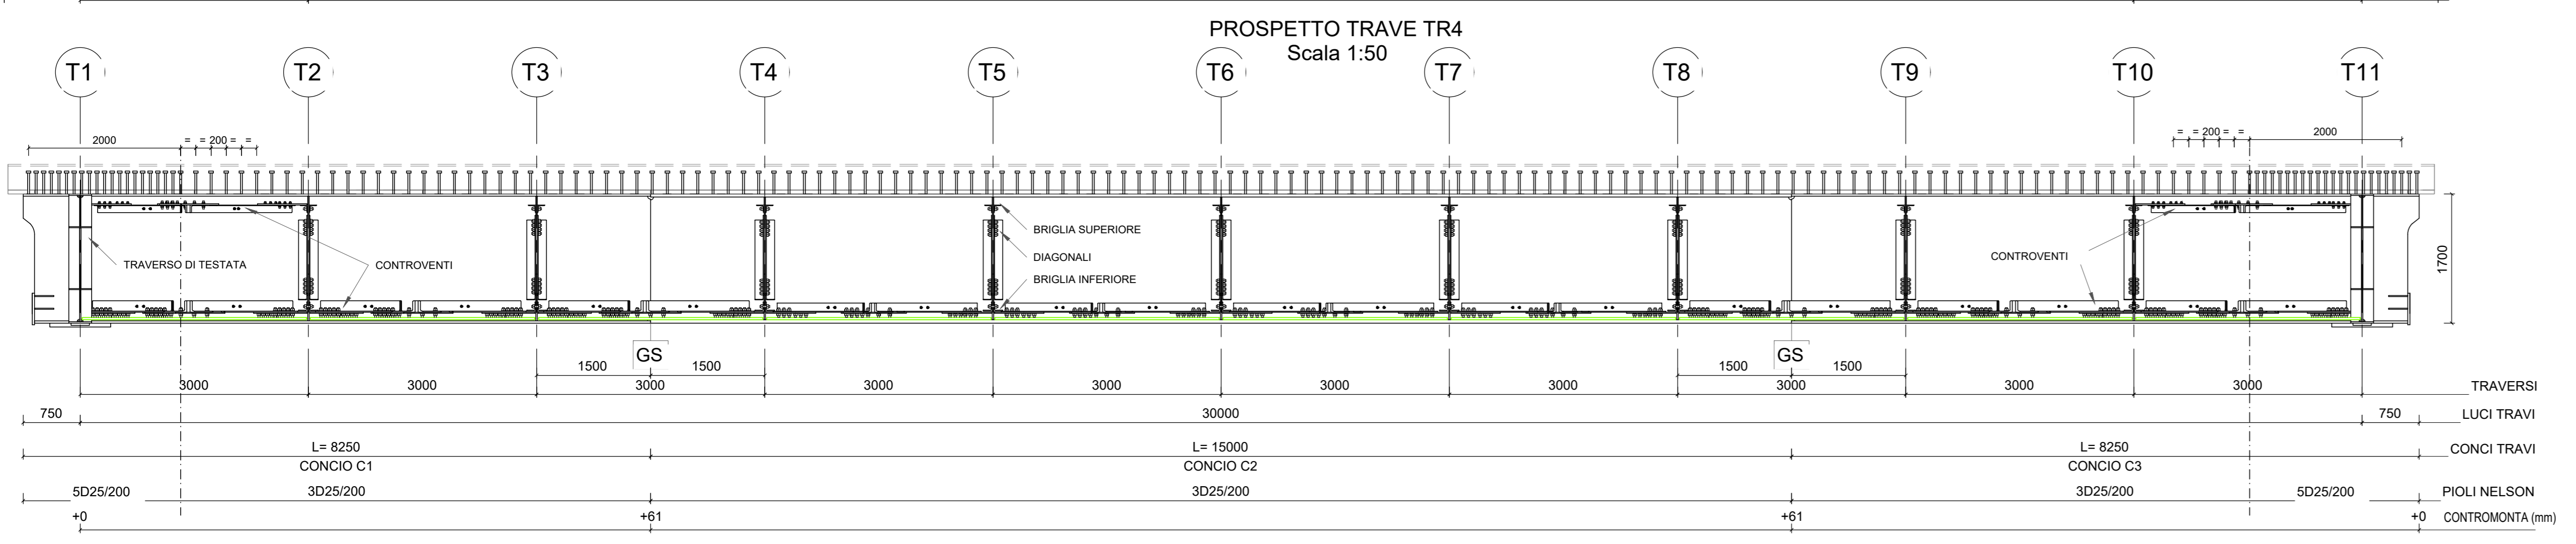 PROSPETTO TRAVE TR4
Scala 1:50
T1 T2 T3 T4 T5 T6 T7 T8 T9 T10 T11
2000 = = 200 = = = = 200 = = 2000
BRIGLIA SUPERIORE
DIAGONALI
BRIGLIA INFERIORE
TRAVERSO DI TESTATA
CONTROVENTI
CONTROVENTI
1700
GS GS
1500 1500 1500 1500
3000 3000 3000 3000 3000 3000 3000 3000 3000 3000 TRAVERSI
750 30000 750 LUCI TRAVI
L= 8250 L= 15000 L= 8250 CONCI TRAVI
CONCIO C1 CONCIO C2 CONCIO C3
5D25/200 3D25/200 3D25/200 3D25/200 5D25/200 PIOLI NELSON
+0 +61 +61 +0 CONTROMONTA (mm)